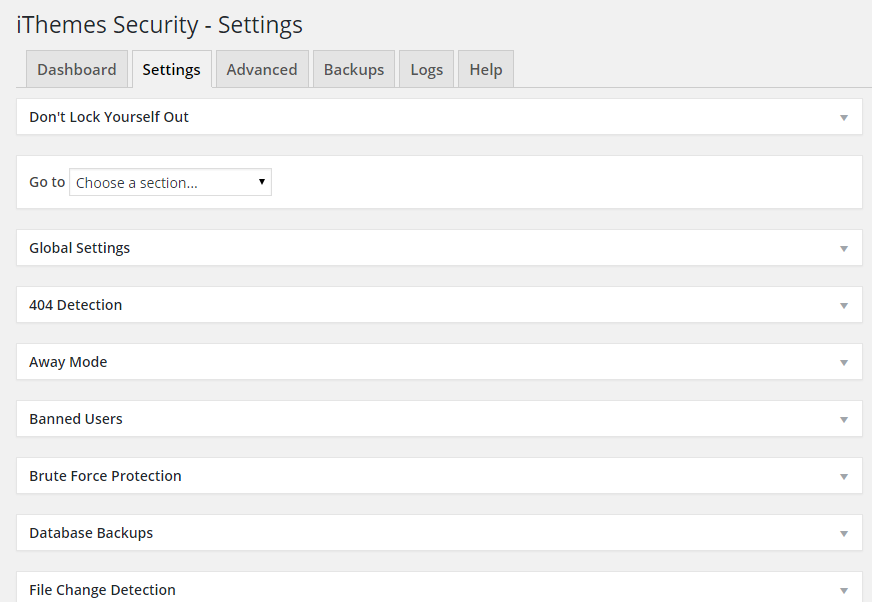 iThemes Security - Settings
Dashboard Settings Advanced Backups Logs Help
Don't Lock Yourself Out
Go to Choose a section...
Global Settings
404 Detection
Away Mode
Banned Users
Brute Force Protection
Database Backups
File Change Detection